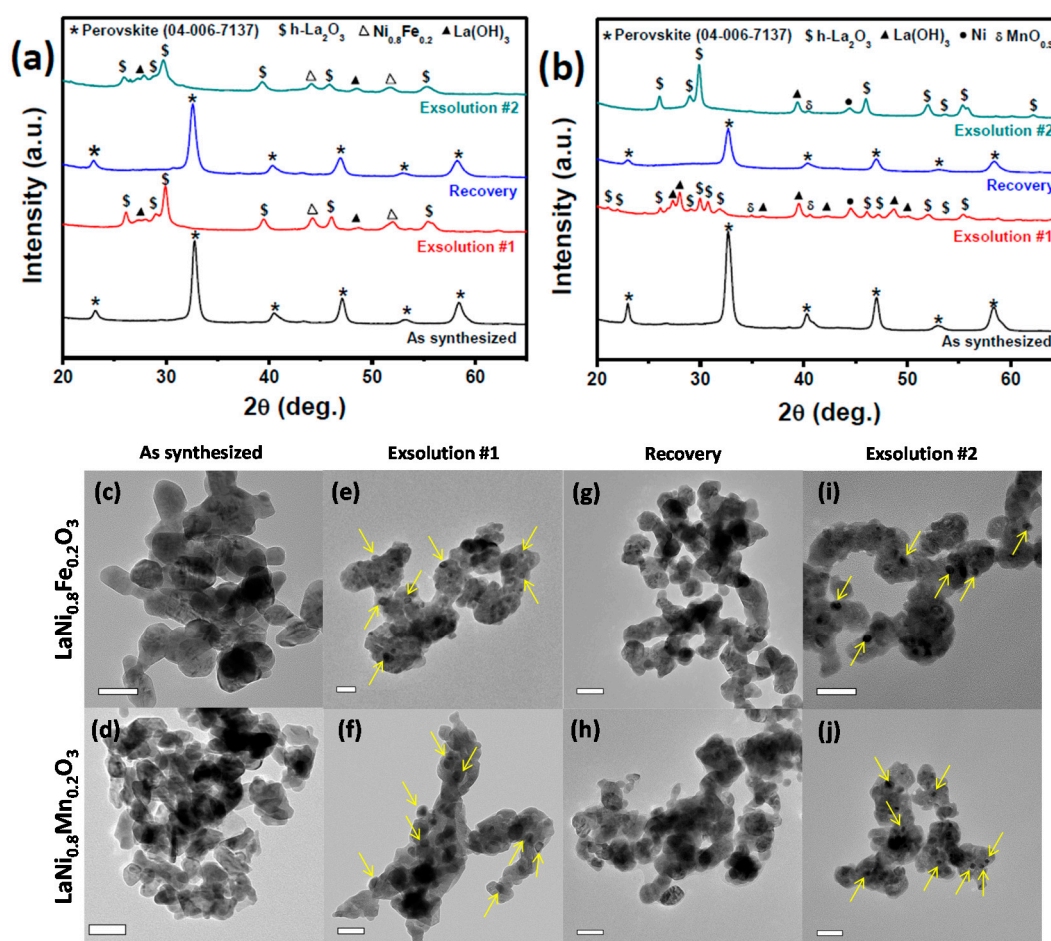 (a)
* Perovskite (04-006-7137) $ h-La2O3 △ Ni0.8Fe0.2 ▲ La(OH)3
$ ▲ $ $ $ △ $ ▲ △ $
Exsolution #2
* * * * * *
Recovery
$ ▲ $ $ $ △ $ ▲ △ $
Exsolution #1
* * * * * *
As synthesized
Intensity (a.u.)
20 30 40 50 60
2θ (deg.)
(b)
* Perovskite (04-006-7137) $ h-La2O3 ▲ La(OH)3 ● Ni δ MnO0.5
$ $ $ ▲ δ ● $ $ $ $ $
Exsolution #2
* * * * * *
Recovery
$ $ $ ▲ ▲ $ $ $ $ δ ▲ ▲ δ ▲ ● $ $ ▲ ▲ $ $ $
Exsolution #1
* * * * * *
As synthesized
Intensity (a.u.)
20 30 40 50 60
2θ (deg.)
As synthesized Exsolution #1 Recovery Exsolution #2
LaNi0.8Fe0.2O3
(c) (e) (g) (i)
LaNi0.8Mn0.2O3
(d) (f) (h) (j)